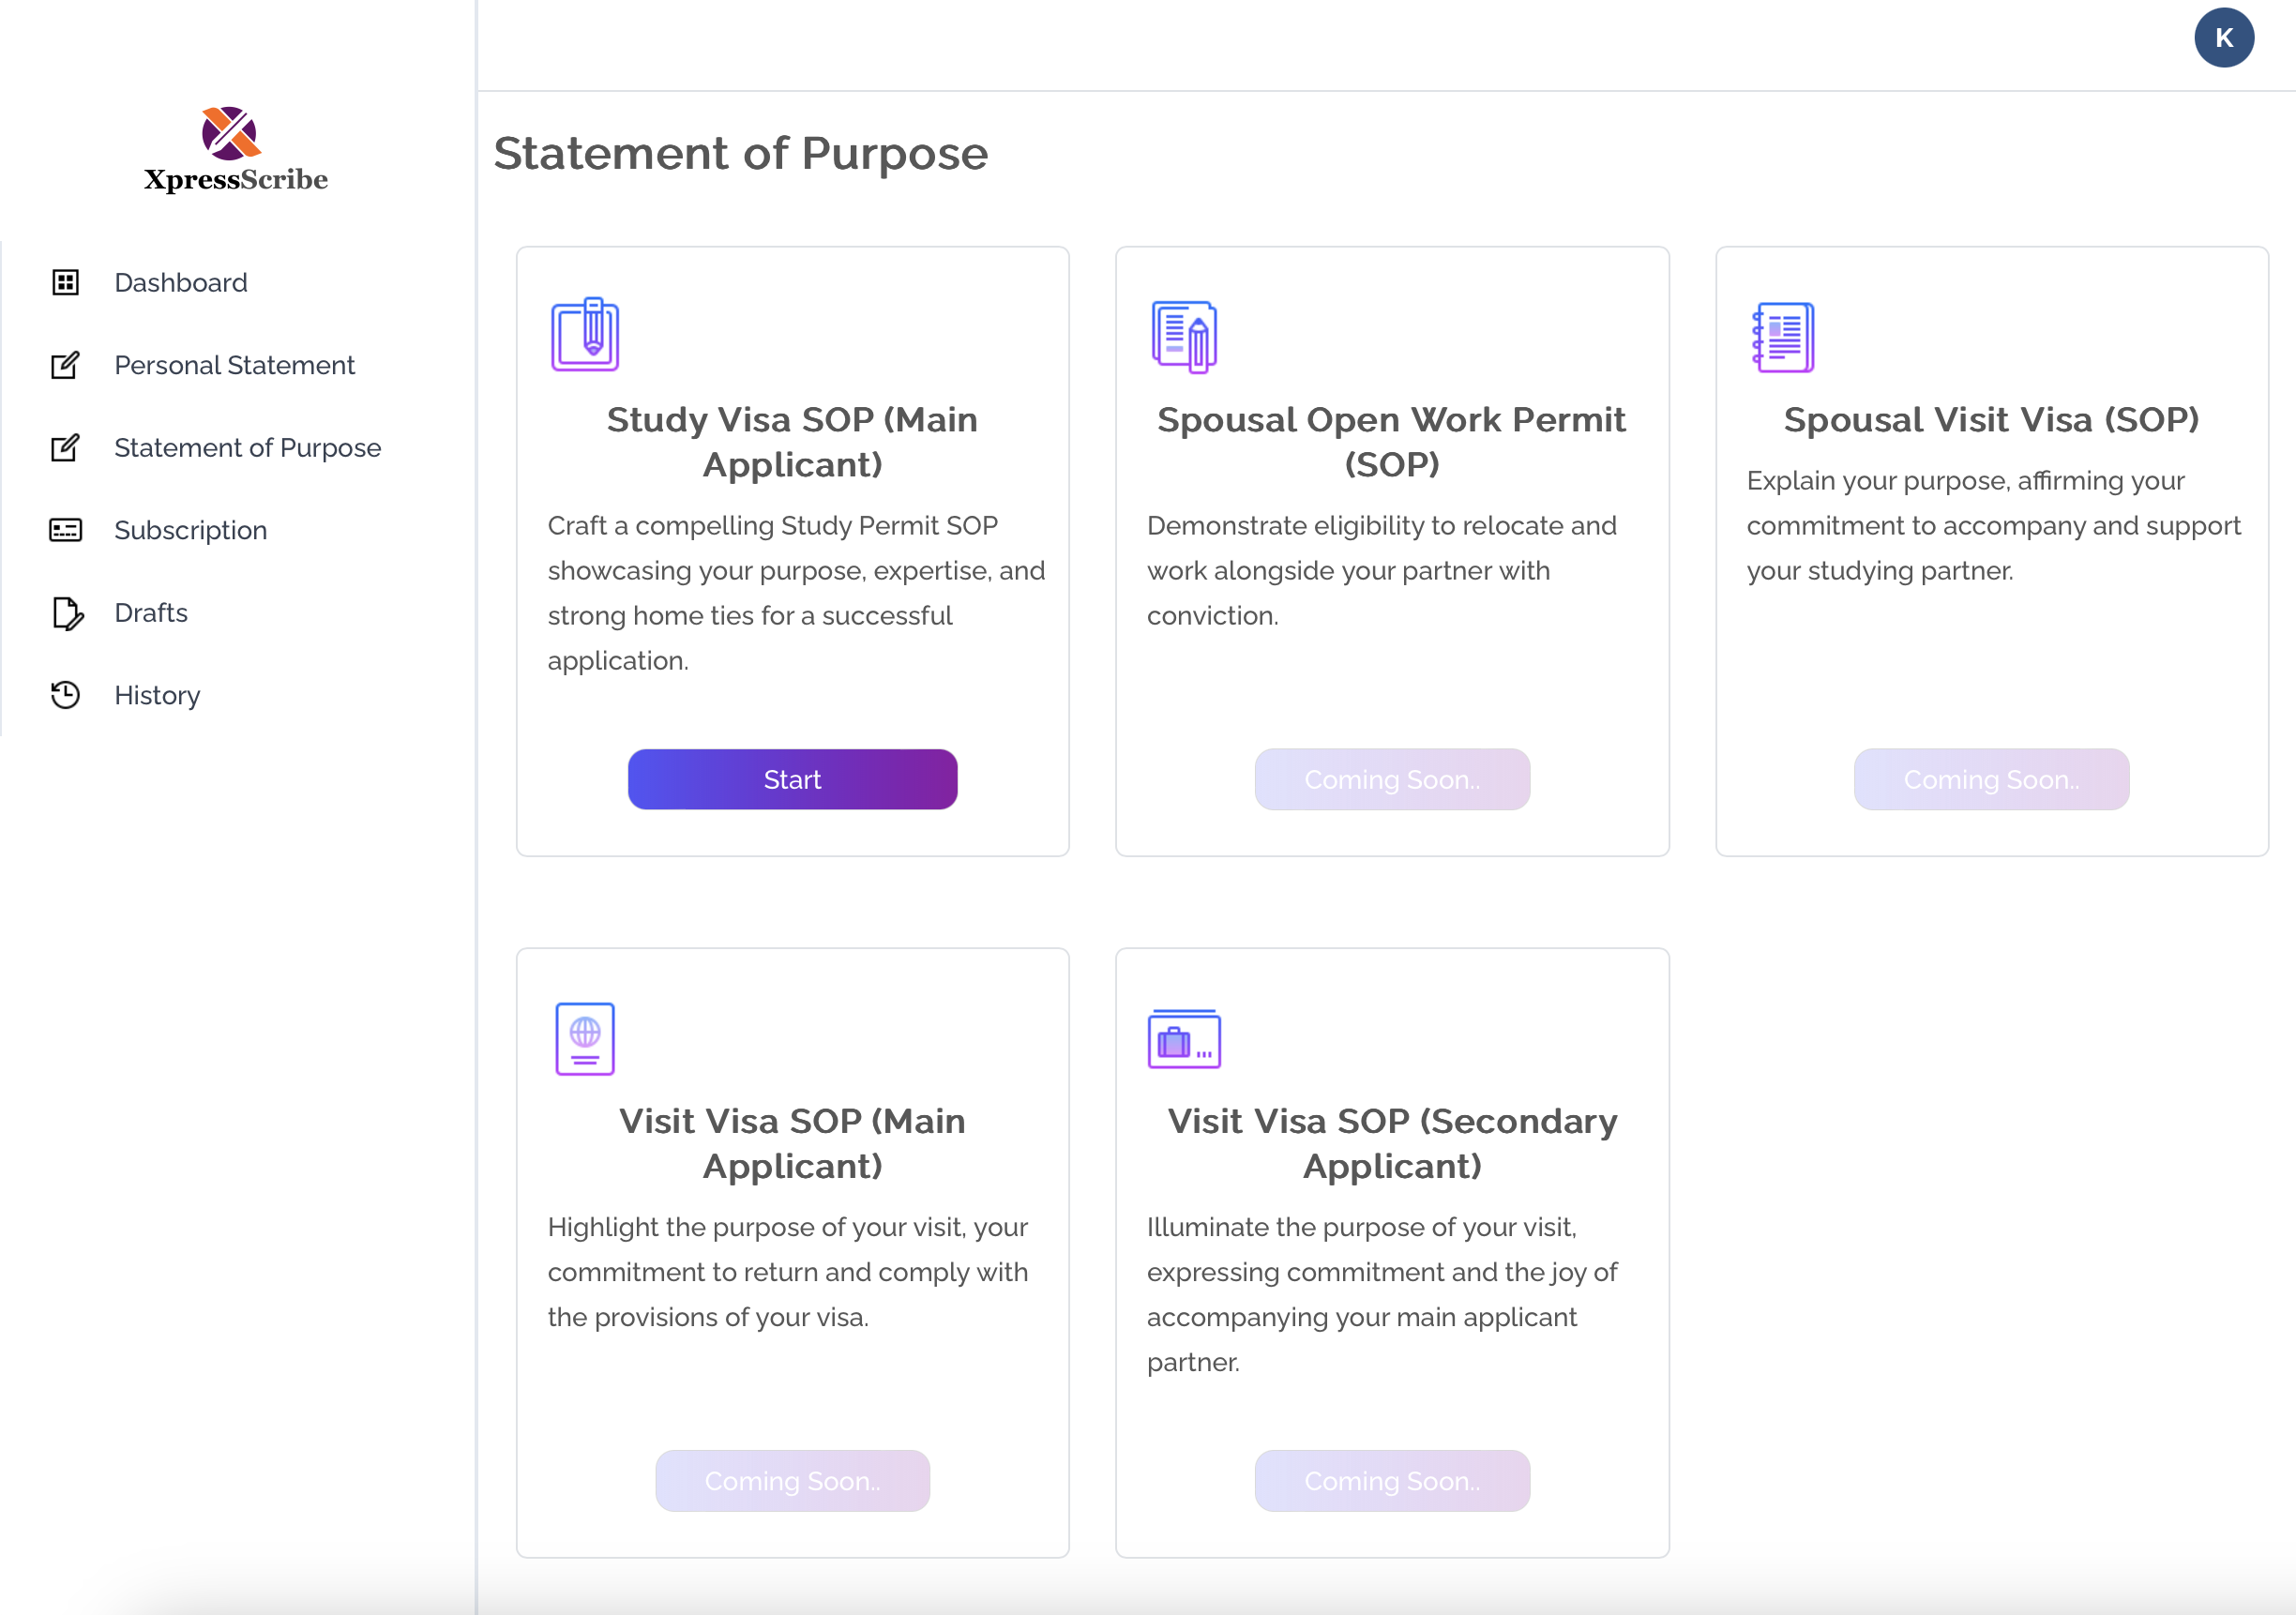 K
XpressScribe
Dashboard
Personal Statement
Statement of Purpose
Subscription
Drafts
History
Statement of Purpose
Study Visa SOP (Main
Applicant)
Craft a compelling Study Permit SOP
showcasing your purpose, expertise, and
strong home ties for a successful
application.
Start
Spousal Open Work Permit
(SOP)
Demonstrate eligibility to relocate and
work alongside your partner with
conviction.
Coming Soon..
Spousal Visit Visa (SOP)
Explain your purpose, affirming your
commitment to accompany and support
your studying partner.
Coming Soon..
Visit Visa SOP (Main
Applicant)
Highlight the purpose of your visit, your
commitment to return and comply with
the provisions of your visa.
Coming Soon..
Visit Visa SOP (Secondary
Applicant)
Illuminate the purpose of your visit,
expressing commitment and the joy of
accompanying your main applicant
partner.
Coming Soon..